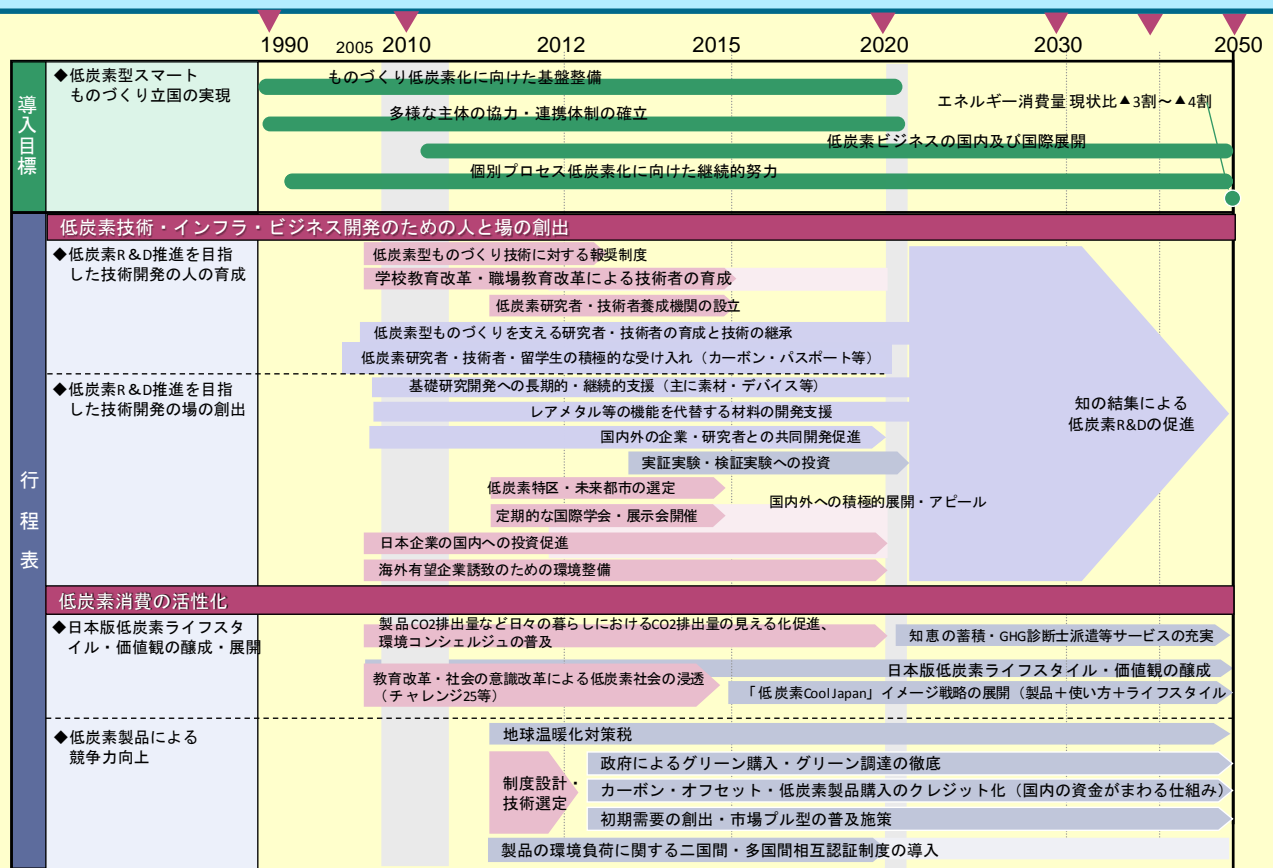 1990 2005 2010 2012 2015 2020 2030 2050
導入目標
◆低炭素型スマート
ものづくり立国の実現
ものづくり低炭素化に向けた基盤整備
エネルギー消費量 現状比▲3割～▲4割
多様な主体の協力・連携体制の確立
低炭素ビジネスの国内及び国際展開
個別プロセス低炭素化に向けた継続的努力
行程表
低炭素技術・インフラ・ビジネス開発のための人と場の創出
◆低炭素R＆D推進を目指
した技術開発の人の育成
低炭素型ものづくり技術に対する報奨制度
学校教育改革・職場教育改革による技術者の育成
低炭素研究者・技術者養成機関の設立
低炭素型ものづくりを支える研究者・技術者の育成と技術の継承
低炭素研究者・技術者・留学生の積極的な受け入れ（カーボン・パスポート等）
◆低炭素R＆D推進を目指
した技術開発の場の創出
基礎研究開発への長期的・継続的支援（主に素材・デバイス等）
レアメタル等の機能を代替する材料の開発支援
国内外の企業・研究者との共同開発促進
実証実験・検証実験への投資
低炭素特区・未来都市の選定
国内外への積極的展開・アピール
定期的な国際学会・展示会開催
日本企業の国内への投資促進
海外有望企業誘致のための環境整備
知の結集による
低炭素R&Dの促進
低炭素消費の活性化
◆日本版低炭素ライフスタ
イル・価値観の醸成・展開
製品CO2排出量など日々の暮らしにおけるCO2排出量の見える化促進、
環境コンシェルジュの普及
知恵の蓄積・GHG診断士派遣等サービスの充実
日本版低炭素ライフスタイル・価値観の醸成
教育改革・社会の意識改革による低炭素社会の浸透
（チャレンジ25等）
「低炭素Cool Japan」イメージ戦略の展開（製品＋使い方＋ライフスタイル
◆低炭素製品による
競争力向上
地球温暖化対策税
制度設計・
技術選定
政府によるグリーン購入・グリーン調達の徹底
カーボン・オフセット・低炭素製品購入のクレジット化（国内の資金がまわる仕組み）
初期需要の創出・市場プル型の普及施策
製品の環境負荷に関する二国間・多国間相互認証制度の導入